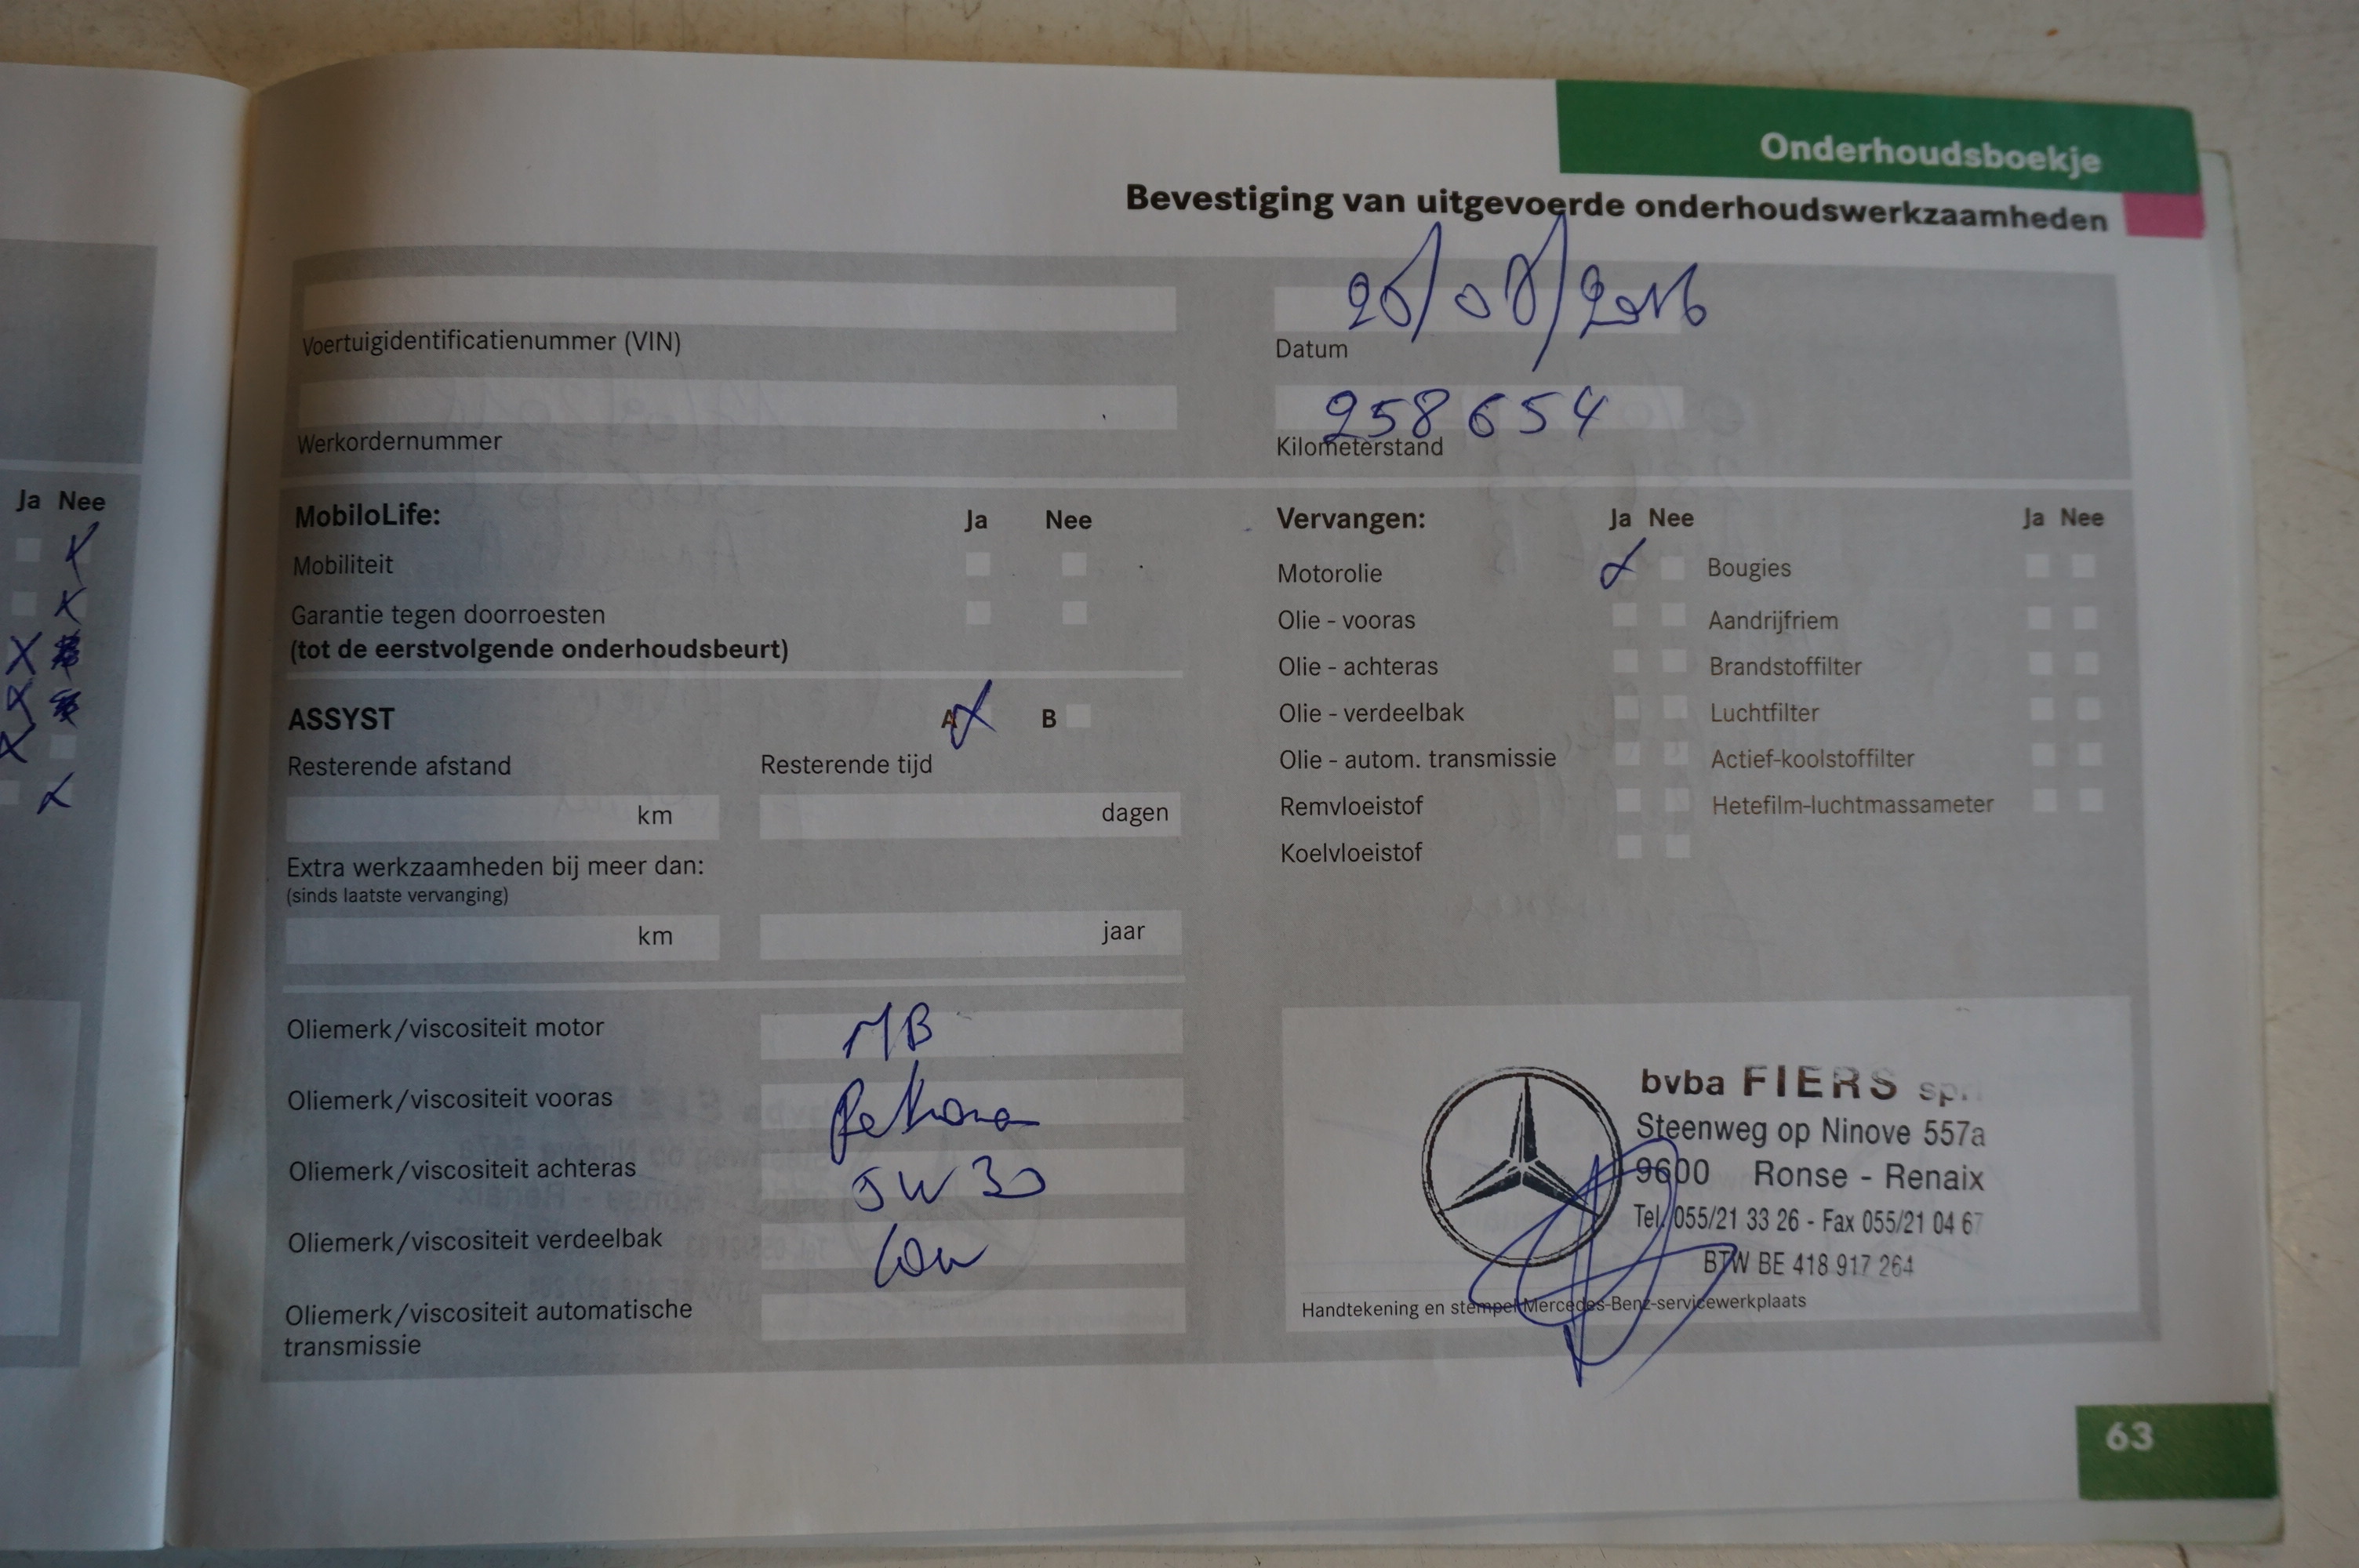 Onderhoudsboekje
Bevestiging van uitgevoerde onderhoudswerkzaamheden
Voertuigidentificatienummer (VIN)
Datum
258 654
Werkordernummer
Kilometerstand
Ja Nee
MobiloLife: Ja Nee
Mobiliteit
Garantie tegen doorroesten
(tot de eerstvolgende onderhoudsbeurt)
ASSYST A B
Resterende afstand Resterende tijd
km dagen
Extra werkzaamheden bij meer dan:
(sinds laatste vervanging)
km jaar
Vervangen: Ja Nee Ja Nee
Motorolie Bougies
Olie - vooras Aandrijfriem
Olie - achteras Brandstoffilter
Olie - verdeelbak Luchtfilter
Olie - autom. transmissie Actief-koolstoffilter
Remvloeistof Hetefilm-luchtmassameter
Koelvloeistof
Oliemerk/viscositeit motor MB
Oliemerk/viscositeit vooras
Oliemerk/viscositeit achteras 5W30
Oliemerk/viscositeit verdeelbak
Oliemerk/viscositeit automatische
transmissie
bvba FIERS
Steenweg op Ninove 557a
9600 Ronse - Renaix
Tel. 055/21 33 26 - Fax 055/21 04 67
BTW BE 418 917 264
Handtekening en stempel Mercedes-Benz-servicewerkplaats
63